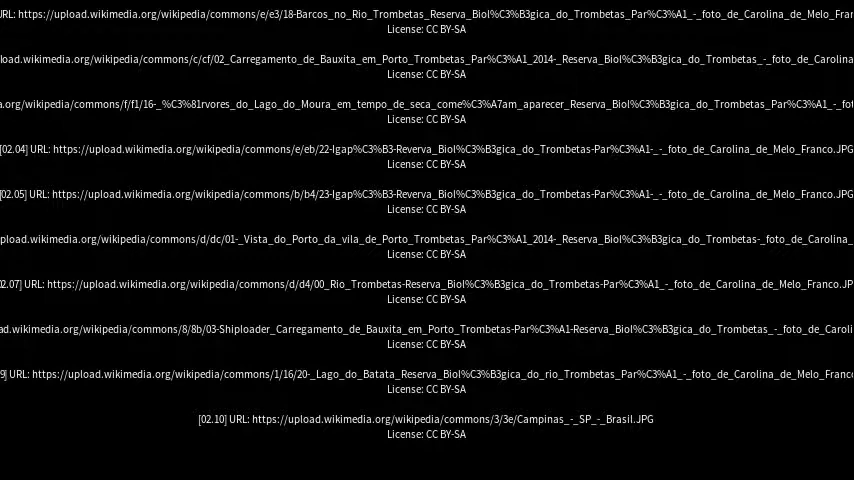 URL: https://upload.wikimedia.org/wikipedia/commons/e/e3/18-Barcos_no_Rio_Trombetas_Reserva_Biol%C3%B3gica_do_Trombetas_Par%C3%A1_-_foto_de_Carolina_de_Melo_Fran
License: CC BY-SA
load.wikimedia.org/wikipedia/commons/c/cf/02_Carregamento_de_Bauxita_em_Porto_Trombetas_Par%C3%A1_2014-_Reserva_Biol%C3%B3gica_do_Trombetas_-_foto_de_Carolina
License: CC BY-SA
a.org/wikipedia/commons/f/f1/16-_%C3%81rvores_do_Lago_do_Moura_em_tempo_de_seca_come%C3%A7am_aparecer_Reserva_Biol%C3%B3gica_do_Trombetas_Par%C3%A1_-_fot
License: CC BY-SA
[02.04] URL: https://upload.wikimedia.org/wikipedia/commons/e/eb/22-Igap%C3%B3-Reverva_Biol%C3%B3gica_do_Trombetas-Par%C3%A1-_-_foto_de_Carolina_de_Melo_Franco.JPG
License: CC BY-SA
[02.05] URL: https://upload.wikimedia.org/wikipedia/commons/b/b4/23-Igap%C3%B3-Reverva_Biol%C3%B3gica_do_Trombetas-Par%C3%A1-_-_foto_de_Carolina_de_Melo_Franco.JPG
License: CC BY-SA
pload.wikimedia.org/wikipedia/commons/d/dc/01-_Vista_do_Porto_da_vila_de_Porto_Trombetas_Par%C3%A1_2014-_Reserva_Biol%C3%B3gica_do_Trombetas-_foto_de_Carolina_
License: CC BY-SA
02.07] URL: https://upload.wikimedia.org/wikipedia/commons/d/d4/00_Rio_Trombetas-Reserva_Biol%C3%B3gica_do_Trombetas-Par%C3%A1_-_foto_de_Carolina_de_Melo_Franco.JP
License: CC BY-SA
ad.wikimedia.org/wikipedia/commons/8/8b/03-Shiploader_Carregamento_de_Bauxita_em_Porto_Trombetas-Par%C3%A1-Reserva_Biol%C3%B3gica_do_Trombetas_-_foto_de_Caroli
License: CC BY-SA
9] URL: https://upload.wikimedia.org/wikipedia/commons/1/16/20-_Lago_do_Batata_Reserva_Biol%C3%B3gica_do_rio_Trombetas_Par%C3%A1_-_foto_de_Carolina_de_Melo_Franco
License: CC BY-SA
[02.10] URL: https://upload.wikimedia.org/wikipedia/commons/3/3e/Campinas_-_SP_-_Brasil.JPG
License: CC BY-SA